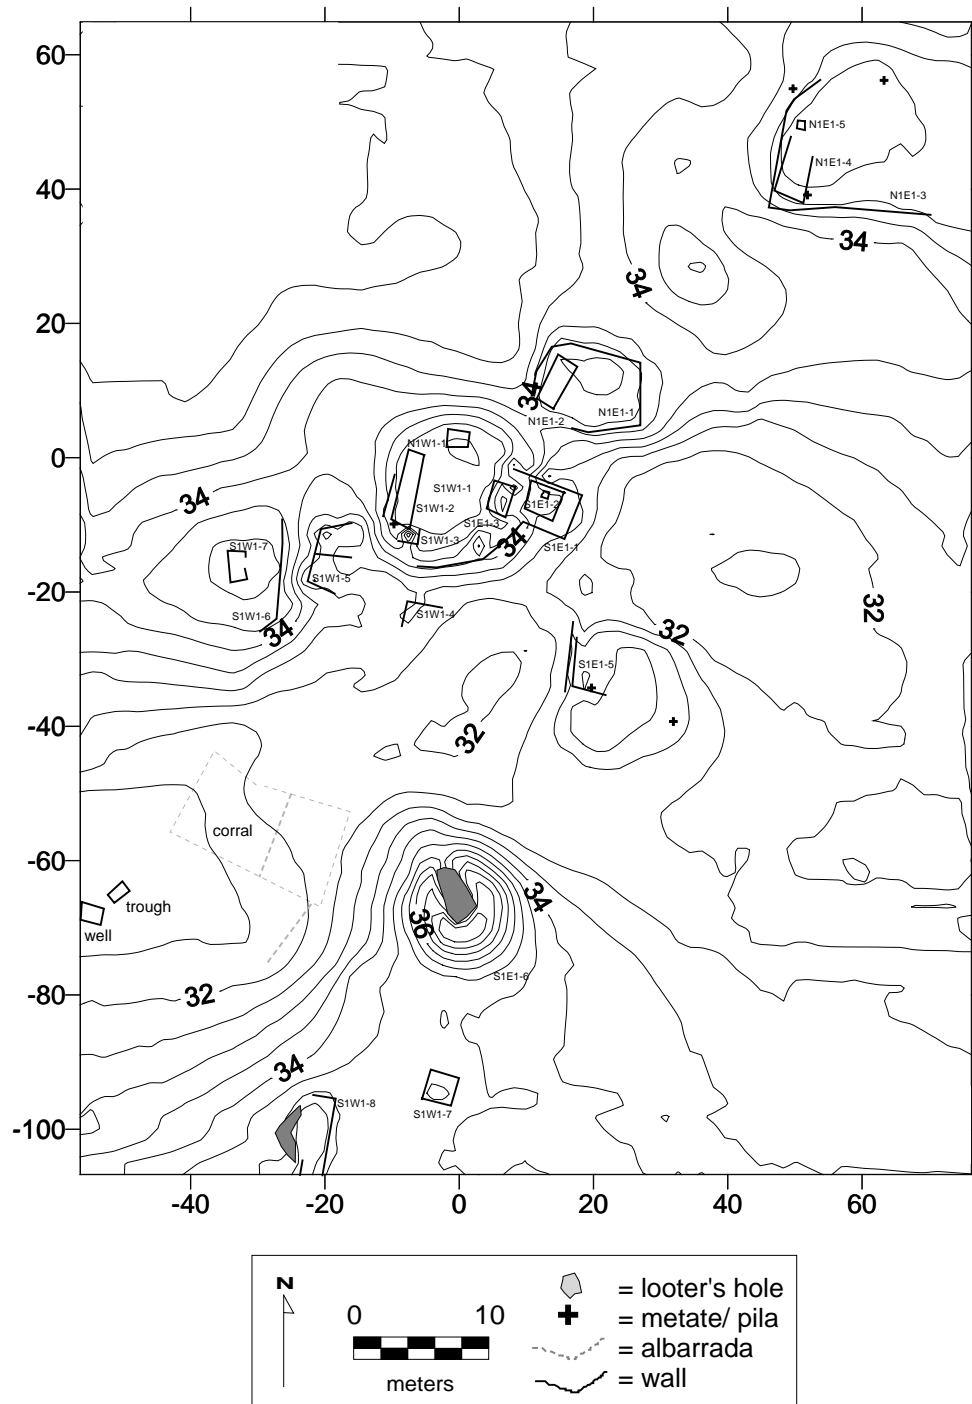 60
40
20
0
-20
-40
-60
-80
-100
N1E1-5
N1E1-4
N1E1-3
34
34
34
N1E1-1
N1E1-2
N1W1-1
S1W1-1
S1W1-2
S1W1-3
S1E1-3
S1E1-2
S1E1-1
34
34
S1W1-7
S1W1-5
S1W1-6
S1W1-4
34
32
32
S1E1-5
32
corral
trough
well
34
36
S1E1-6
32
34
S1W1-8
S1W1-7
-40 -20 0 20 40 60
N
0 10
meters
= looter's hole
= metate/ pila
= albarrada
= wall